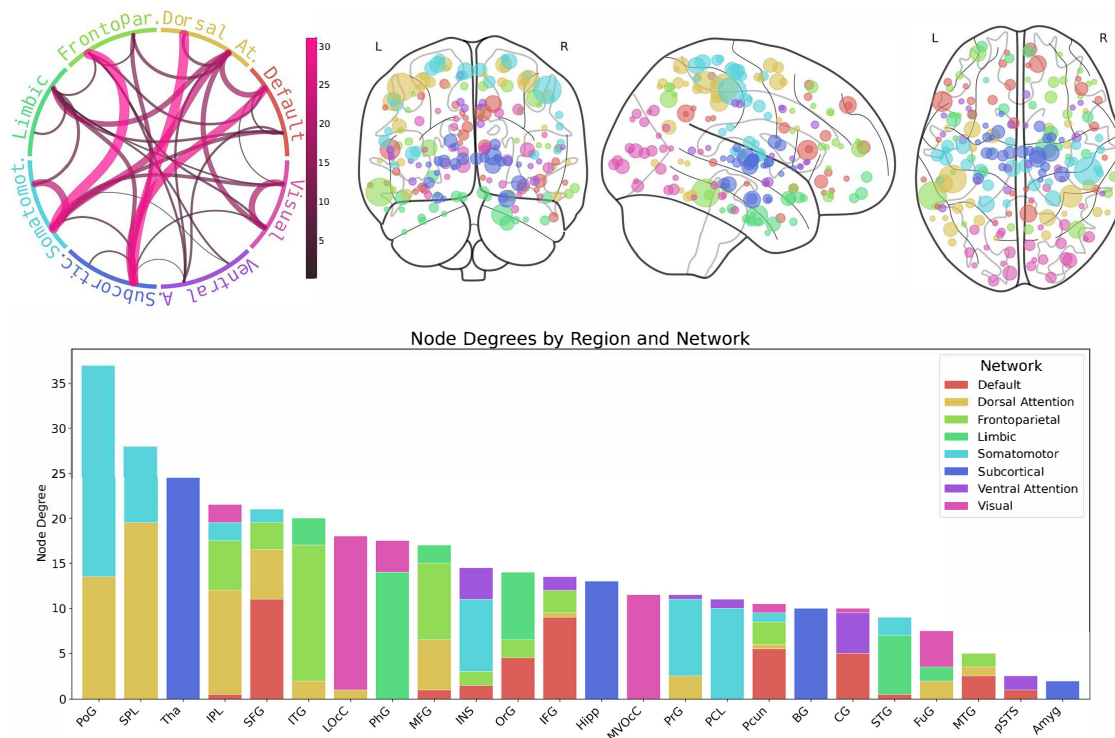 FrontoPar.
Dorsal At.
Default
Visual
Ventral A.
Subcortic.
Somatomot.
Limbic
30
25
20
15
10
5
L
R
L
R
Node Degrees by Region and Network
Node Degree
35
30
25
20
15
10
5
0
Network
Default
Dorsal Attention
Frontoparietal
Limbic
Somatomotor
Subcortical
Ventral Attention
Visual
PoG
SPL
Tha
IPL
SFG
ITG
LOcC
PhG
MFG
INS
OrG
IFG
Hipp
MVOcC
PrG
PCL
Pcun
BG
CG
STG
FuG
MTG
pSTS
Amyg